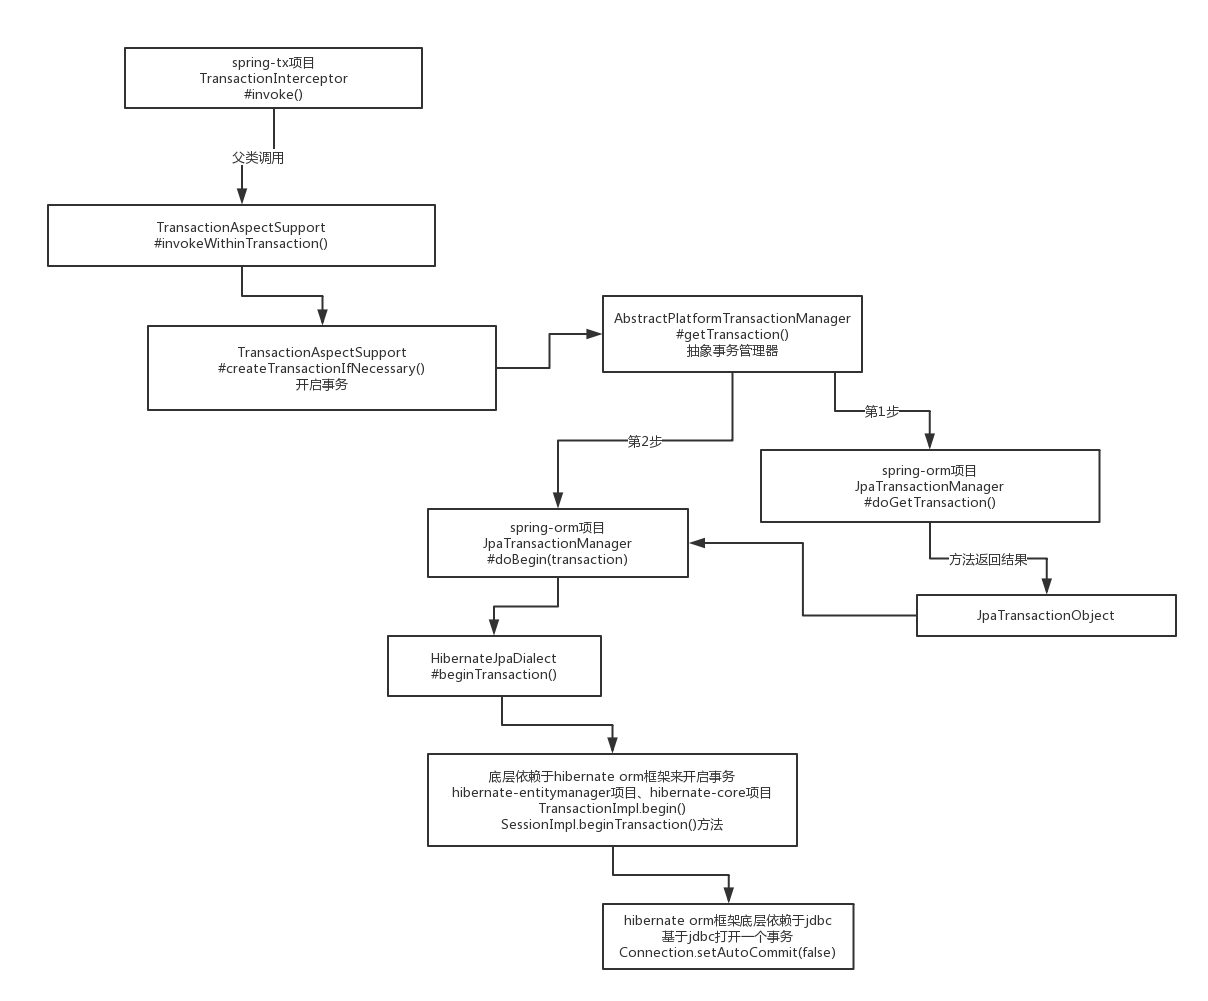 spring-tx项目
TransactionInterceptor
#invoke()
父类调用
TransactionAspectSupport
#invokeWithinTransaction()
TransactionAspectSupport
#createTransactionIfNecessary()
开启事务
AbstractPlatformTransactionManager
#getTransaction()
抽象事务管理器
第1步
第2步
spring-orm项目
JpaTransactionManager
#doGetTransaction()
spring-orm项目
JpaTransactionManager
#doBegin(transaction)
方法返回结果
JpaTransactionObject
HibernateJpaDialect
#beginTransaction()
底层依赖于hibernate orm框架来开启事务
hibernate-entitymanager项目、hibernate-core项目
TransactionImpl.begin()
SessionImpl.beginTransaction()方法
hibernate orm框架底层依赖于jdbc
基于jdbc打开一个事务
Connection.setAutoCommit(false)